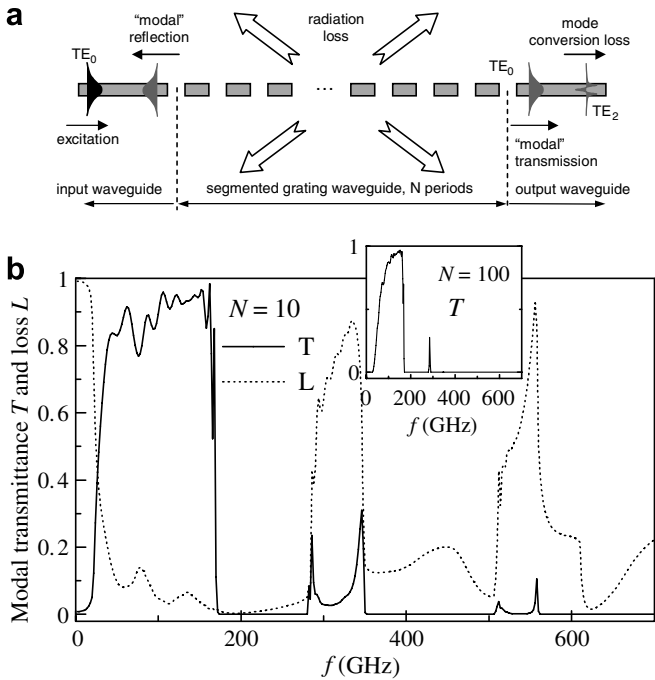 a
"modal"
reflection
radiation
loss
mode
conversion loss
TE0
TE0
...
TE2
excitation
"modal"
transmission
input waveguide
segmented grating waveguide, N periods
output waveguide
b
Modal transmittance T and loss L
1
0.8
0.6
0.4
0.2
0
0
200
400
600
f (GHz)
N = 10
T
L
1
0
N = 100
T
0
200
400
600
f (GHz)